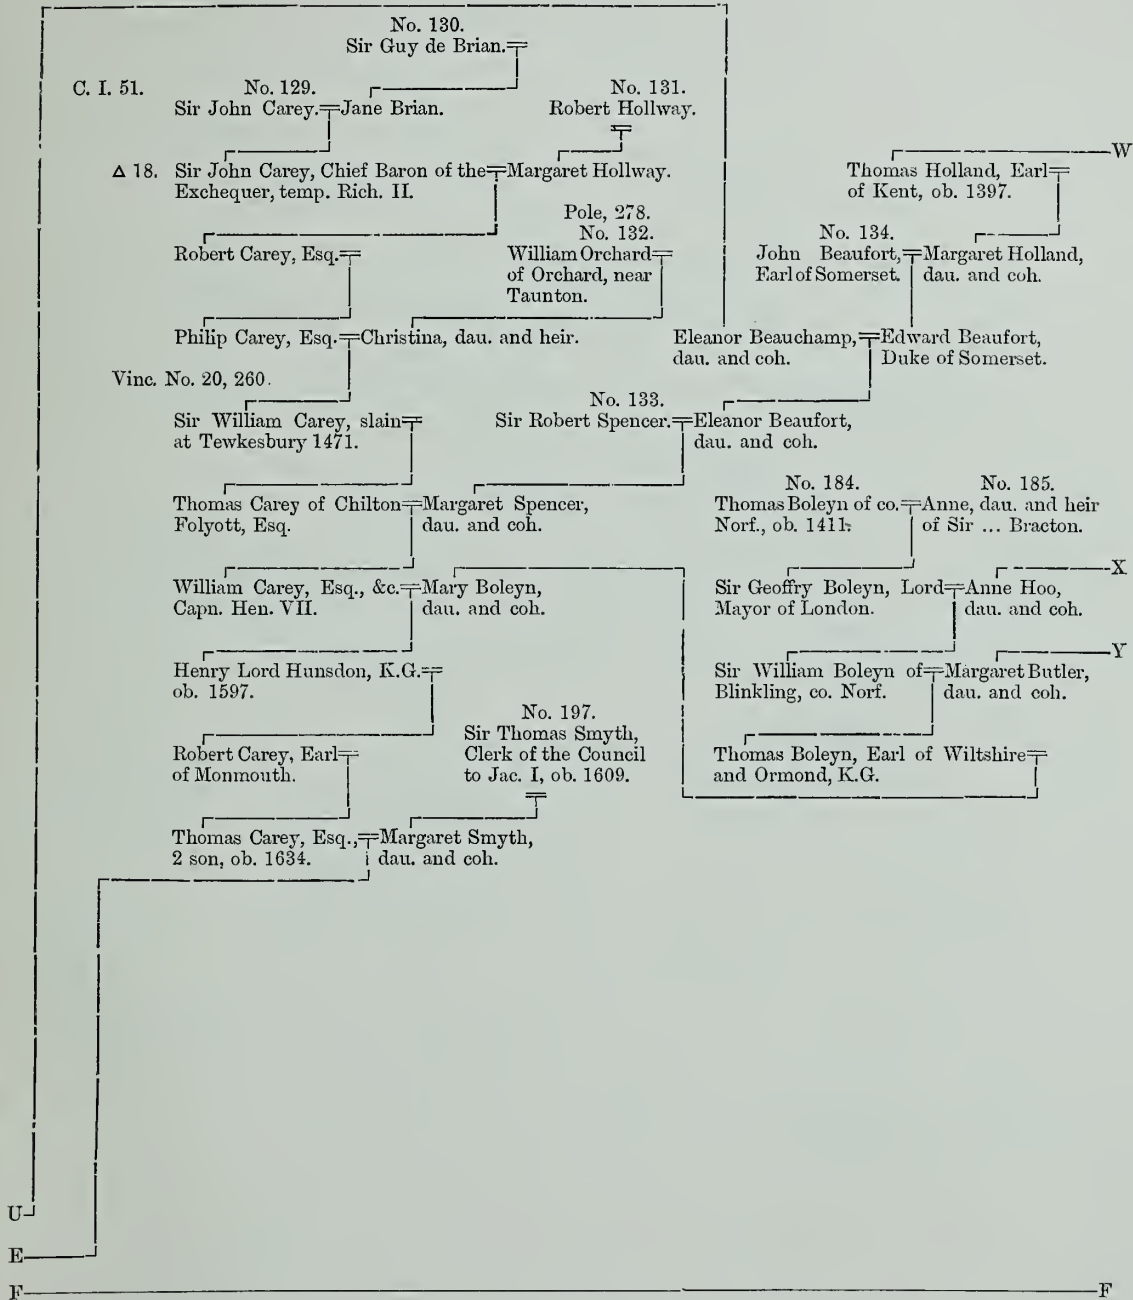 No. 130.
Sir Guy de Brian.
C. I. 51.
No. 129.
No. 131.
Sir John Carey. Jane Brian.
Robert Hollway.
W
Δ 18. Sir John Carey, Chief Baron of the Margaret Hollway.
Exchequer, temp. Rich. II.
Thomas Holland, Earl
of Kent, ob. 1397.
Pole, 278.
No. 132.
No. 134.
Robert Carey, Esq.
William Orchard
of Orchard, near
Taunton.
John Beaufort, Margaret Holland,
Earl of Somerset. dau. and coh.
Philip Carey, Esq. Christina, dau. and heir.
Eleanor Beauchamp, Edward Beaufort,
dau. and coh. Duke of Somerset.
Vinc. No. 20, 260.
No. 133.
Sir William Carey, slain
at Tewkesbury 1471.
Sir Robert Spencer. Eleanor Beaufort,
dau. and coh.
No. 184.
No. 185.
Thomas Carey of Chilton Margaret Spencer,
Folyott, Esq. dau. and coh.
Thomas Boleyn of co. Anne, dau. and heir
Norf., ob. 1411. of Sir ... Bracton.
X
William Carey, Esq., &c. Mary Boleyn,
Capn. Hen. VII. dau. and coh.
Sir Geoffry Boleyn, Lord Anne Hoo,
Mayor of London. dau. and coh.
Y
Henry Lord Hunsdon, K.G.
ob. 1597.
Sir William Boleyn of Margaret Butler,
Blinkling, co. Norf. dau. and coh.
No. 197.
Robert Carey, Earl
of Monmouth.
Sir Thomas Smyth,
Clerk of the Council
to Jac. I, ob. 1609.
Thomas Boleyn, Earl of Wiltshire
and Ormond, K.G.
Thomas Carey, Esq., Margaret Smyth,
2 son, ob. 1634. dau. and coh.
U
E
F F